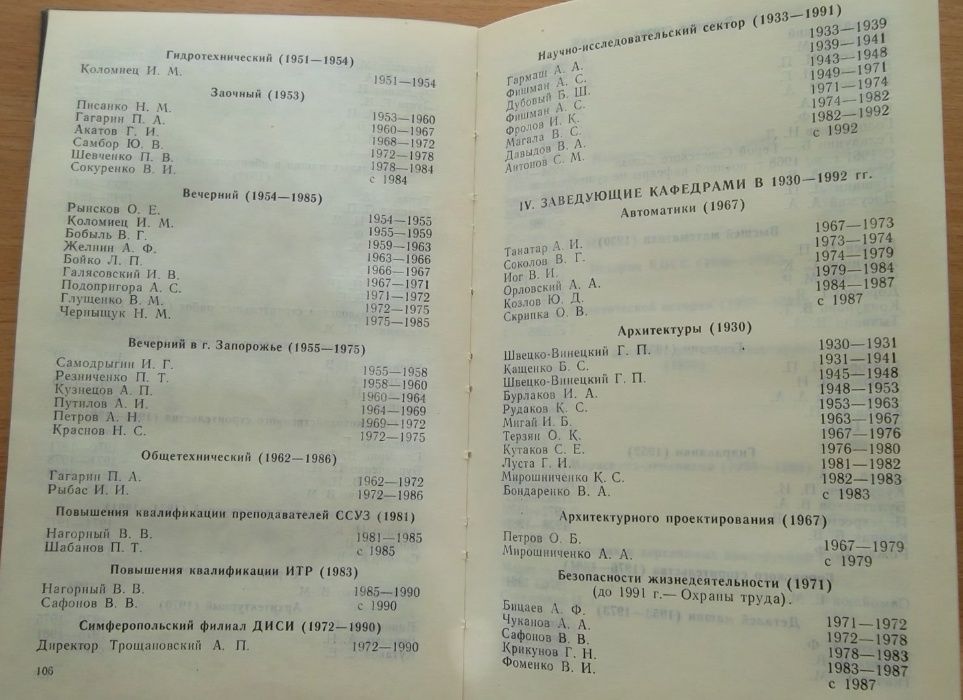 Гидротехнический (1951—1954)
Коломиец И. М. 1951—1954
Заочный (1953)
Писанко Н. М. 1953—1960
Гагарин П. А. 1960—1967
Акатов Г. И. 1968—1972
Самбор Ю. В. 1972—1978
Шевченко П. В. 1978—1984
Сокуренко В. И. с 1984
Вечерний (1954—1985)
Рынсков О. Е. 1954—1955
Коломиец И. М. 1955—1959
Бобыль В. Г. 1959—1963
Желнин А. Ф. 1963—1966
Бойко Л. П. 1966—1967
Галясовский И. В. 1967—1971
Подопригора А. С. 1971—1972
Глущенко В. М. 1972—1975
Черныщук Н. М. 1975—1985
Вечерний в г. Запорожье (1955—1975)
Самодрыгин И. Г. 1955—1958
Резниченко П. Т. 1958—1960
Кузнецов А. П. 1960—1964
Путилов А. И. 1964—1969
Петров А. Н. 1969—1972
Краснов Н. С. 1972—1975
Общетехнический (1962—1986)
Гагарин П. А. 1962—1972
Рыбас И. И. 1972—1986
Повышения квалификации преподавателей ССУЗ (1981)
Нагорный В. В. 1981—1985
Шабанов П. Т. с 1985
Повышения квалификации ИТР (1983)
Нагорный В. В. 1985—1990
Сафонов В. В. с 1990
Симферопольский филиал ДИСИ (1972—1990)
Директор Трощановский А. П. 1972—1990
106
Научно-исследовательский сектор (1933—1991)
Гармаш А. А. 1933—1939
Фишман А. С. 1939—1941
Дубовый Б. Ш. 1943—1948
Фишман А. С. 1949—1971
Фролов И. К. 1971—1974
Магала В. С. 1974—1982
Давыдов В. А. 1982—1992
Антонов С. М. с 1992
IV. ЗАВЕДУЮЩИЕ КАФЕДРАМИ В 1930—1992 гг.
Автоматики (1967)
Танатар А. И. 1967—1973
Соколов В. Г. 1973—1974
Иог В. И. 1974—1979
Орловский А. А. 1979—1984
Козлов Ю. Д. 1984—1987
Скрипка О. В. с 1987
Архитектуры (1930)
Швецко-Винецкий Г. П. 1930—1931
Кащенко Б. С. 1931—1941
Швецко-Винецкий Г. П. 1945—1948
Бурлаков И. А. 1948—1953
Рудаков К. С. 1953—1963
Мигай И. Б. 1963—1967
Терзян О. К. 1967—1976
Кутаков С. Е. 1976—1980
Луста Г. И. 1981—1982
Мирошниченко К. С. 1982—1983
Бондаренко В. А. с 1983
Архитектурного проектирования (1967)
Петров О. Б. 1967—1979
Мирошниченко А. А. с 1979
Безопасности жизнедеятельности (1971)
(до 1991 г.— Охраны труда).
Бицаев А. Ф. 1971—1972
Чуканов А. А. 1972—1978
Сафонов В. В. 1978—1983
Крикунов Г. Н. 1983—1987
Фоменко В. И. с 1987